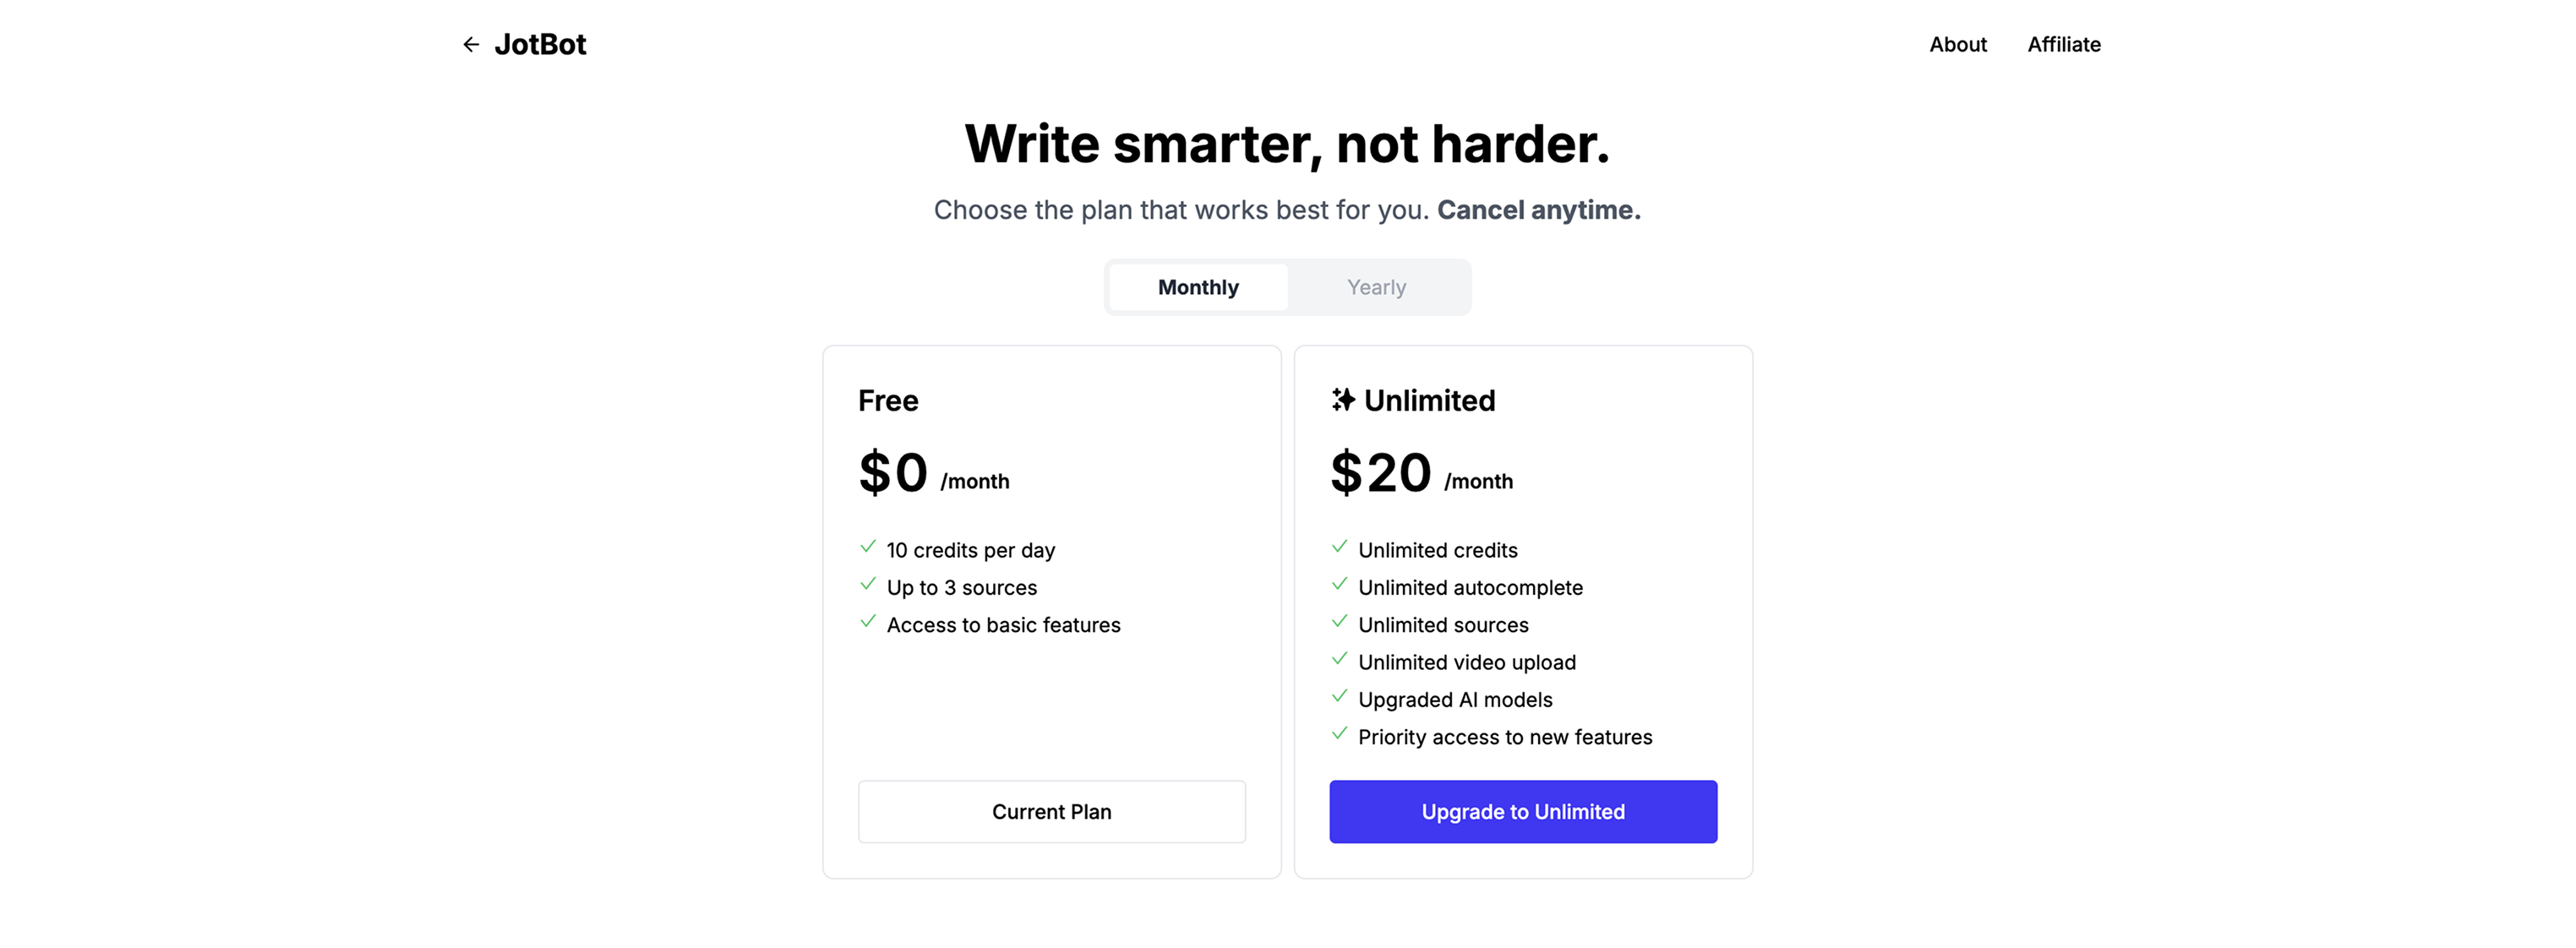 JotBot
About
Affiliate
Write smarter, not harder.
Choose the plan that works best for you. Cancel anytime.
Monthly
Yearly
Free
$0 /month
10 credits per day
Up to 3 sources
Access to basic features
Current Plan
Unlimited
$20 /month
Unlimited credits
Unlimited autocomplete
Unlimited sources
Unlimited video upload
Upgraded AI models
Priority access to new features
Upgrade to Unlimited